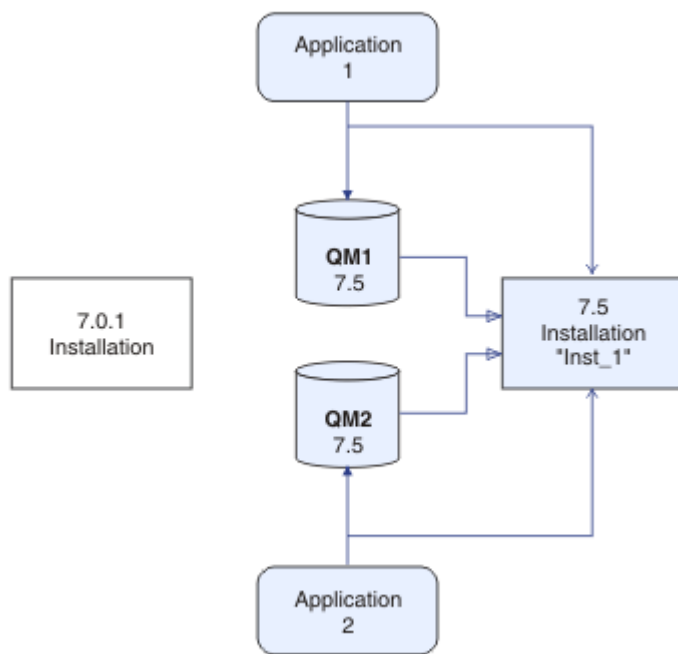 Application
1
QM1
7.5
7.0.1
Installation
7.5
Installation
"Inst_1"
QM2
7.5
Application
2